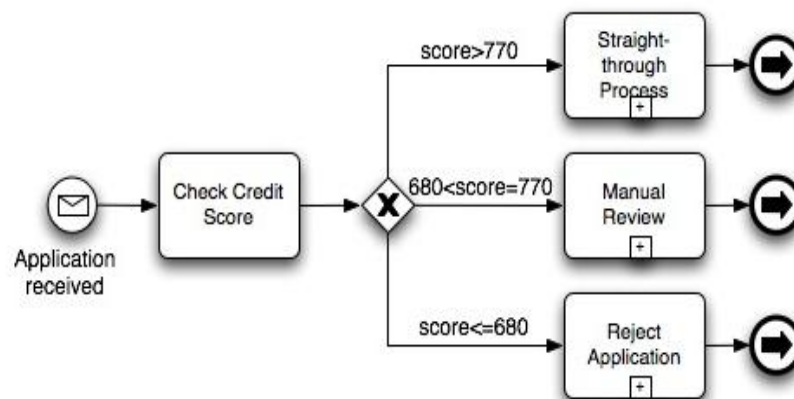 score>770
Straight-
through
Process
+
Check Credit
Score
X
680<score=770
Manual
Review
+
Application
received
score<=680
Reject
Application
+